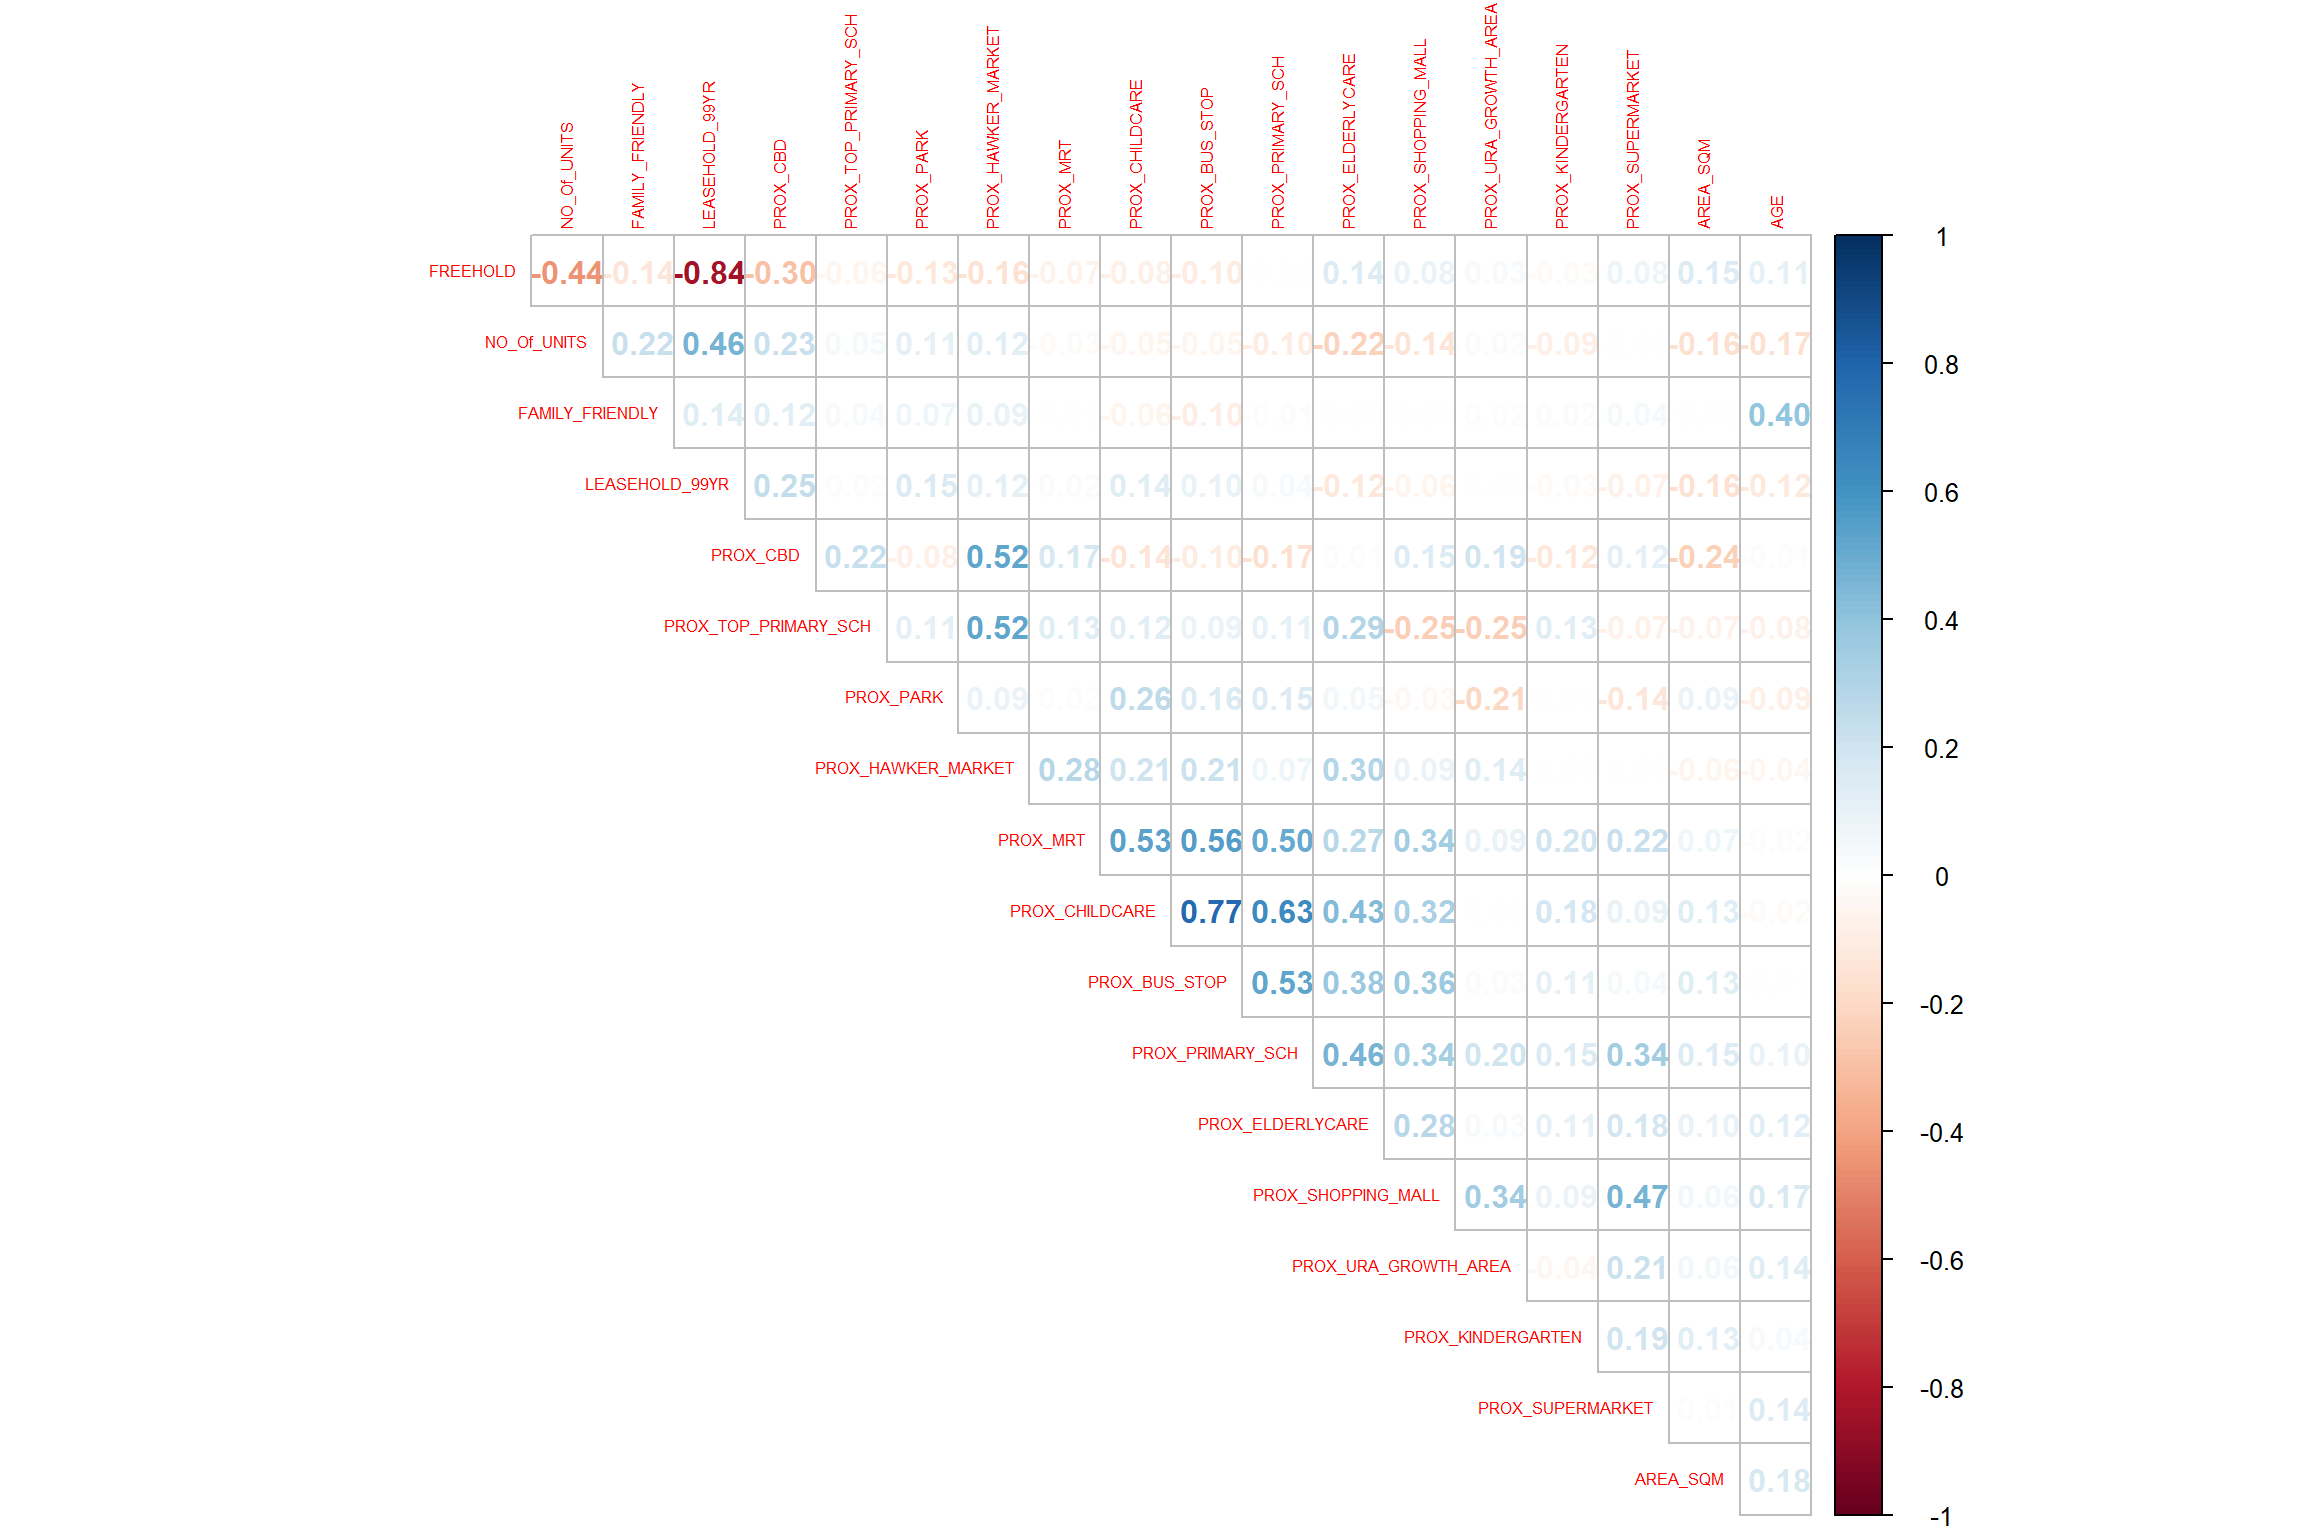 NO_Of_UNITS
FAMILY_FRIENDLY
LEASEHOLD_99YR
PROX_CBD
PROX_TOP_PRIMARY_SCH
PROX_PARK
PROX_HAWKER_MARKET
PROX_MRT
PROX_CHILDCARE
PROX_BUS_STOP
PROX_PRIMARY_SCH
PROX_ELDERLYCARE
PROX_SHOPPING_MALL
PROX_URA_GROWTH_AREA
PROX_KINDERGARTEN
PROX_SUPERMARKET
AREA_SQM
AGE
FREEHOLD -0.44 -0.14 -0.84 -0.30 -0.06 -0.13 -0.16 -0.07 -0.08 -0.10 0.14 0.08 0.03 -0.03 0.08 0.15 0.11
NO_Of_UNITS 0.22 0.46 0.23 0.05 0.11 0.12 -0.03 -0.05 -0.05 -0.10 -0.22 -0.14 0.02 -0.09 -0.16 -0.17
FAMILY_FRIENDLY 0.14 0.12 0.04 0.07 0.09 -0.06 -0.10 -0.01 0.02 0.02 0.04 0.40
LEASEHOLD_99YR 0.25 0.02 0.15 0.12 0.02 0.14 0.10 0.04 -0.12 -0.06 -0.03 -0.07 -0.16 -0.12
PROX_CBD 0.22 -0.08 0.52 0.17 -0.14 -0.10 -0.17 0.01 0.15 0.19 -0.12 0.12 -0.24 -0.01
PROX_TOP_PRIMARY_SCH 0.11 0.52 0.13 0.12 0.09 0.11 0.29 -0.25 -0.25 0.13 -0.07 -0.07 -0.08
PROX_PARK 0.09 0.02 0.26 0.16 0.15 0.05 -0.03 -0.21 -0.14 0.09 -0.09
PROX_HAWKER_MARKET 0.28 0.21 0.21 0.07 0.30 0.09 0.14 -0.06 -0.04
PROX_MRT 0.53 0.56 0.50 0.27 0.34 0.09 0.20 0.22 0.07 -0.02
PROX_CHILDCARE 0.77 0.63 0.43 0.32 0.18 0.09 0.13 -0.02
PROX_BUS_STOP 0.53 0.38 0.36 0.03 0.11 0.04 0.13
PROX_PRIMARY_SCH 0.46 0.34 0.20 0.15 0.34 0.15 0.10
PROX_ELDERLYCARE 0.28 0.03 0.11 0.18 0.10 0.12
PROX_SHOPPING_MALL 0.34 0.09 0.47 0.06 0.17
PROX_URA_GROWTH_AREA -0.04 0.21 0.06 0.14
PROX_KINDERGARTEN 0.19 0.13 0.04
PROX_SUPERMARKET 0.01 0.14
AREA_SQM 0.18
1
0.8
0.6
0.4
0.2
0
-0.2
-0.4
-0.6
-0.8
-1